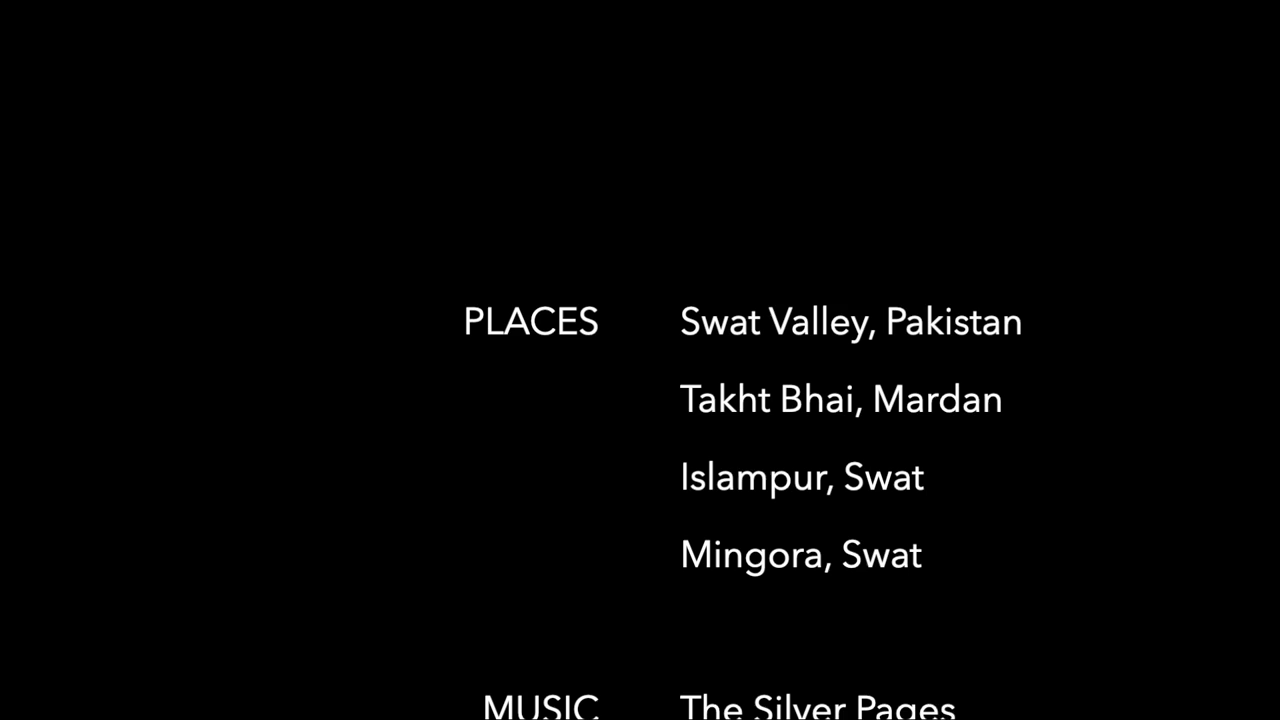 PLACES Swat Valley, Pakistan
Takht Bhai, Mardan
Islampur, Swat
Mingora, Swat
MUSIC The Silver Pages